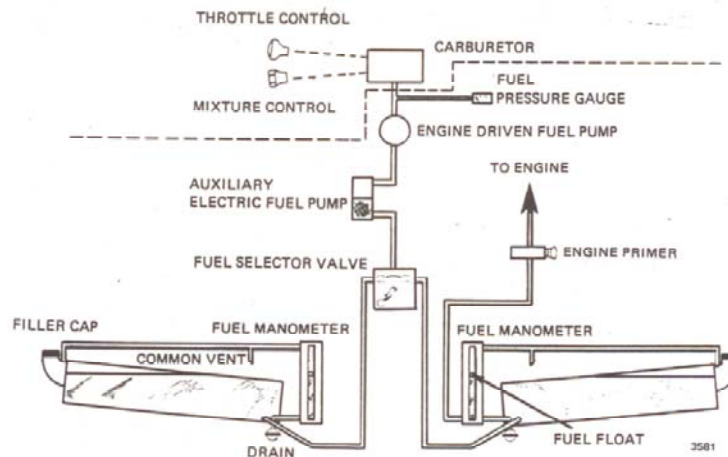 THROTTLE CONTROL
CARBURETOR
MIXTURE CONTROL
FUEL
PRESSURE GAUGE
ENGINE DRIVEN FUEL PUMP
TO ENGINE
AUXILIARY
ELECTRIC FUEL PUMP
ENGINE PRIMER
FUEL SELECTOR VALVE
FILLER CAP
FUEL MANOMETER
FUEL MANOMETER
COMMON VENT
FUEL FLOAT
DRAIN
3581